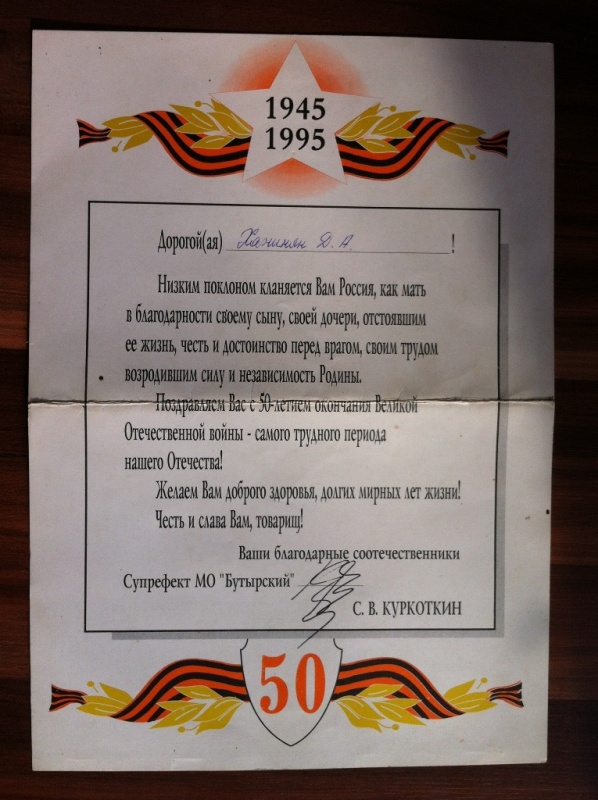 1945
1995
Дорогой(ая) Ханинян Д. А. !
Низким поклоном кланяется Вам Россия, как мать
в благодарности своему сыну, своей дочери, отстоявшим
ее жизнь, честь и достоинство перед врагом, своим трудом
возродившим силу и независимость Родины.
Поздравляем Вас с 50-летием окончания Великой
Отечественной войны - самого трудного периода
нашего Отечества!
Желаем Вам доброго здоровья, долгих мирных лет жизни!
Честь и слава Вам, товарищ!
Ваши благодарные соотечественники
Супрефект МО "Бутырский"
С. В. КУРКОТКИН
50